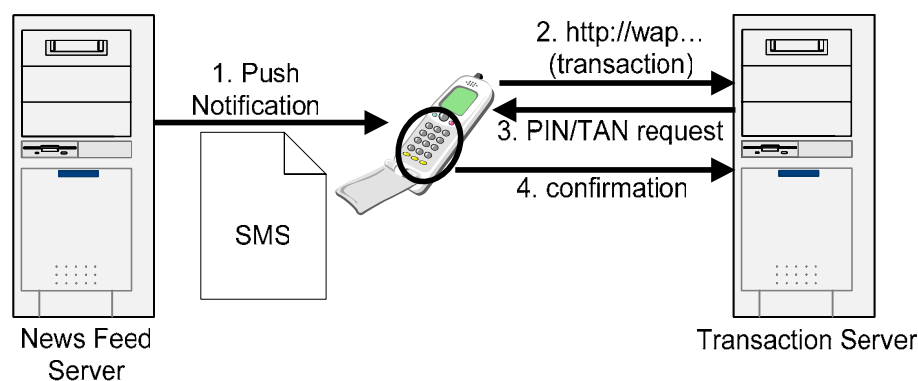 1. Push
Notification
2. http://wap…
(transaction)
3. PIN/TAN request
4. confirmation
SMS
News Feed
Server
Transaction Server